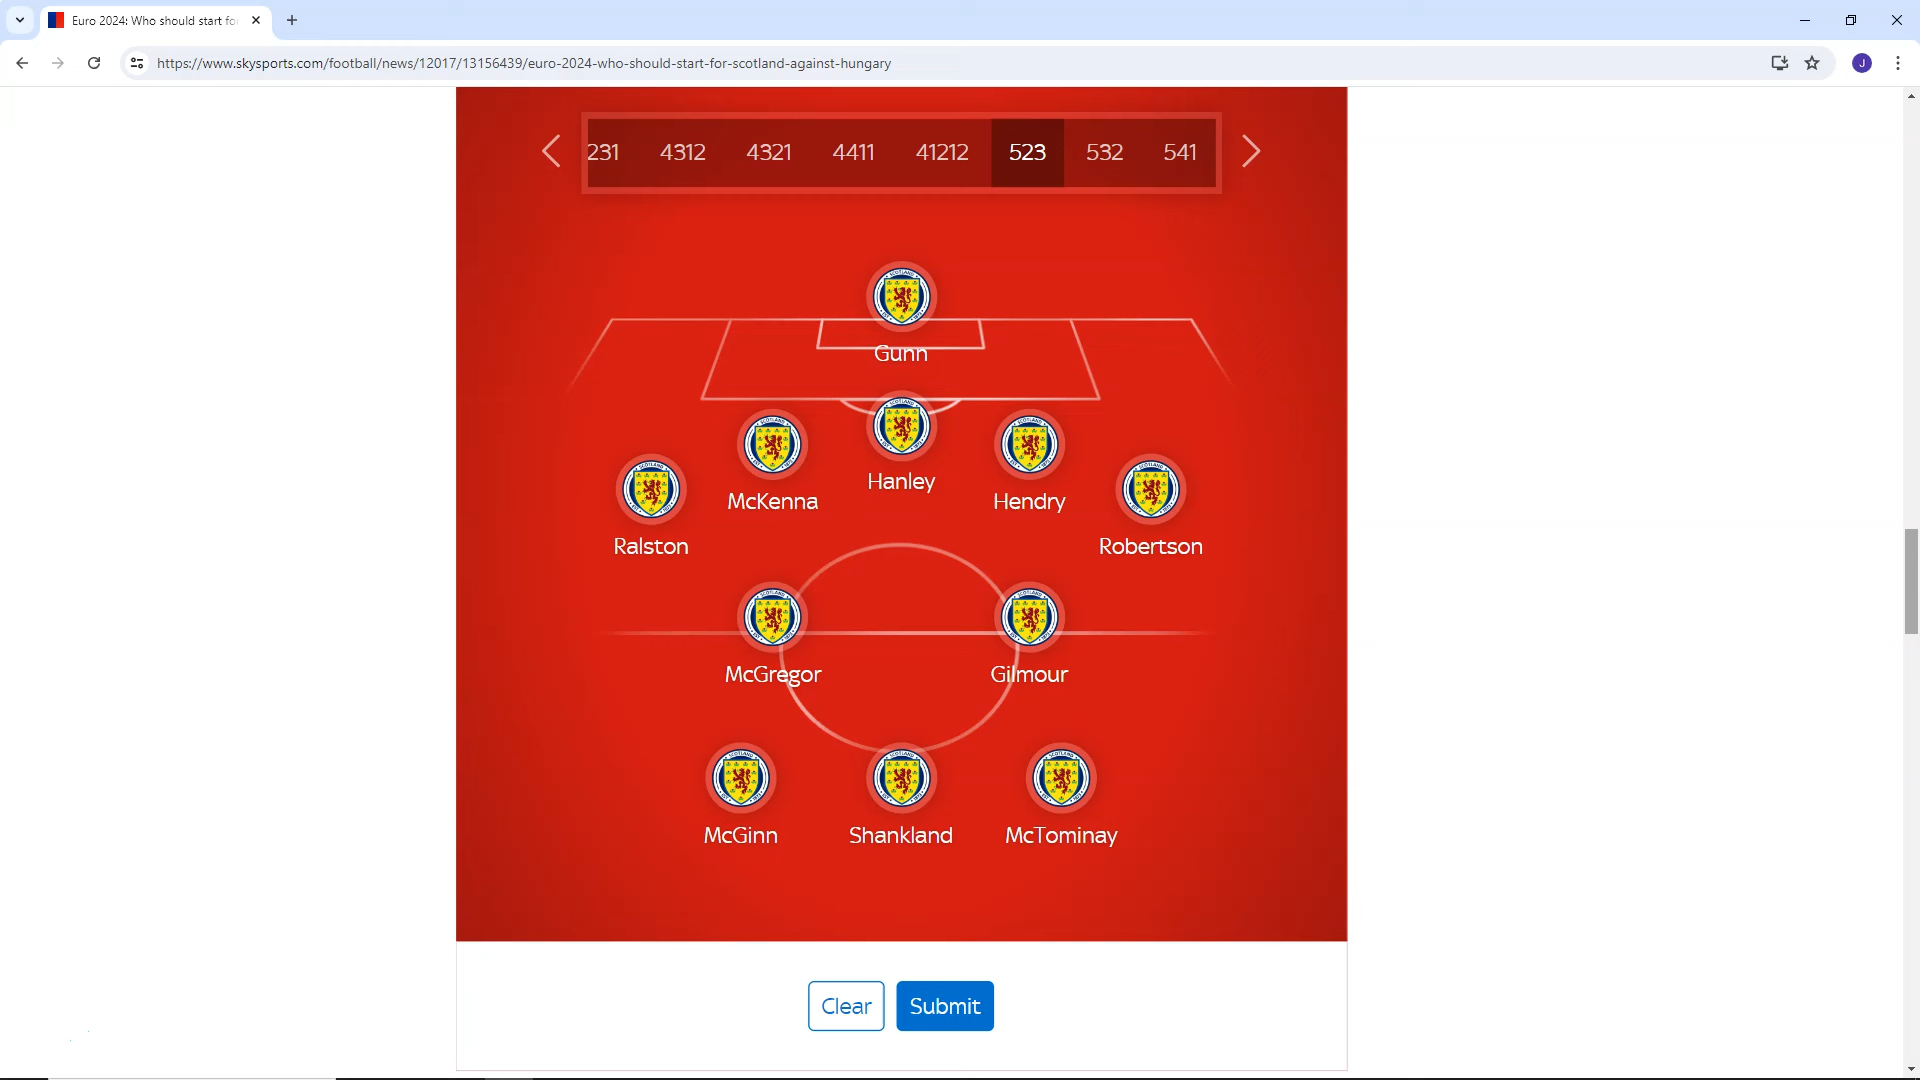 Euro 2024: Who should start fo
https://www.skysports.com/football/news/12017/13156439/euro-2024-who-should-start-for-scotland-against-hungary
J
231 4312 4321 4411 41212 523 532 541
Gunn
Hanley
McKenna Hendry
Ralston Robertson
McGregor Gilmour
McGinn Shankland McTominay
Clear Submit